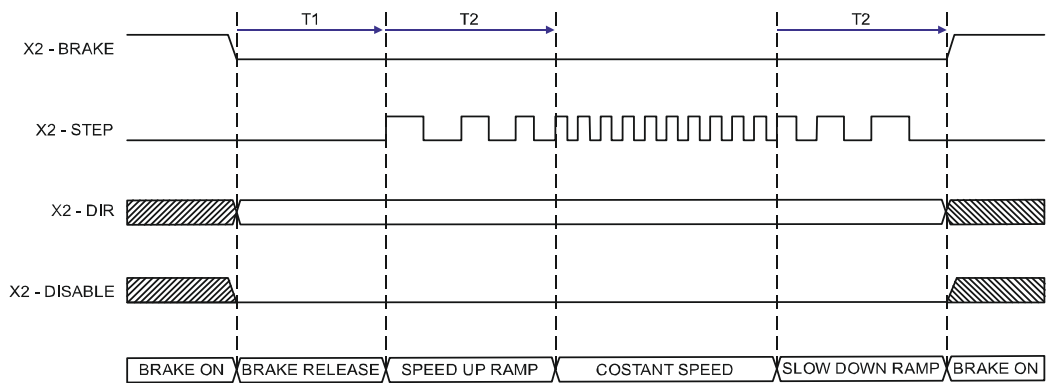 T1
T2
T2
X2 - BRAKE
X2 - STEP
X2 - DIR
X2 - DISABLE
BRAKE ON
BRAKE RELEASE
SPEED UP RAMP
COSTANT SPEED
SLOW DOWN RAMP
BRAKE ON